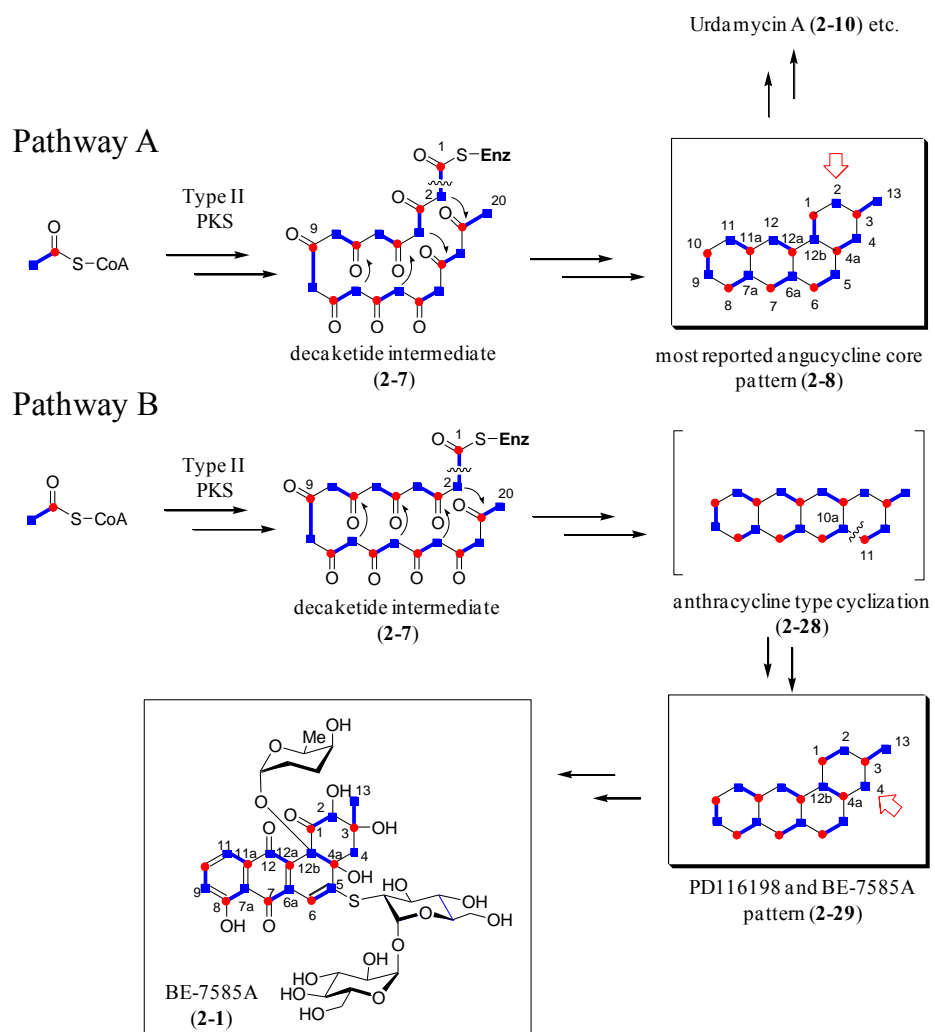 Urdamycin A (2-10) etc.
Pathway A
Type II
PKS
O
S-CoA
1
O
S-Enz
2
20
9
O
O
O
O
O
O
O
O
O
decaketide intermediate
(2-7)
1
2
3
4
4a
5
6
6a
7
7a
8
9
10
11
11a
12
12a
12b
13
most reported angucycline core
pattern (2-8)
Pathway B
Type II
PKS
O
S-CoA
1
O
S-Enz
2
20
9
O
O
O
O
O
O
O
O
O
decaketide intermediate
(2-7)
10a
11
anthracycline type cyclization
(2-28)
1
2
3
4
4a
12b
13
PD116198 and BE-7585A
pattern (2-29)
OH
Me
O
O
OH
13
O
1
2
3
OH
4
4a
OH
12b
12a
12
O
11a
11
9
8
OH
7a
7
O
6a
6
5
S
HO
OH
HO
O
OH
O
OH
HO
HO
HO
O
BE-7585A
(2-1)